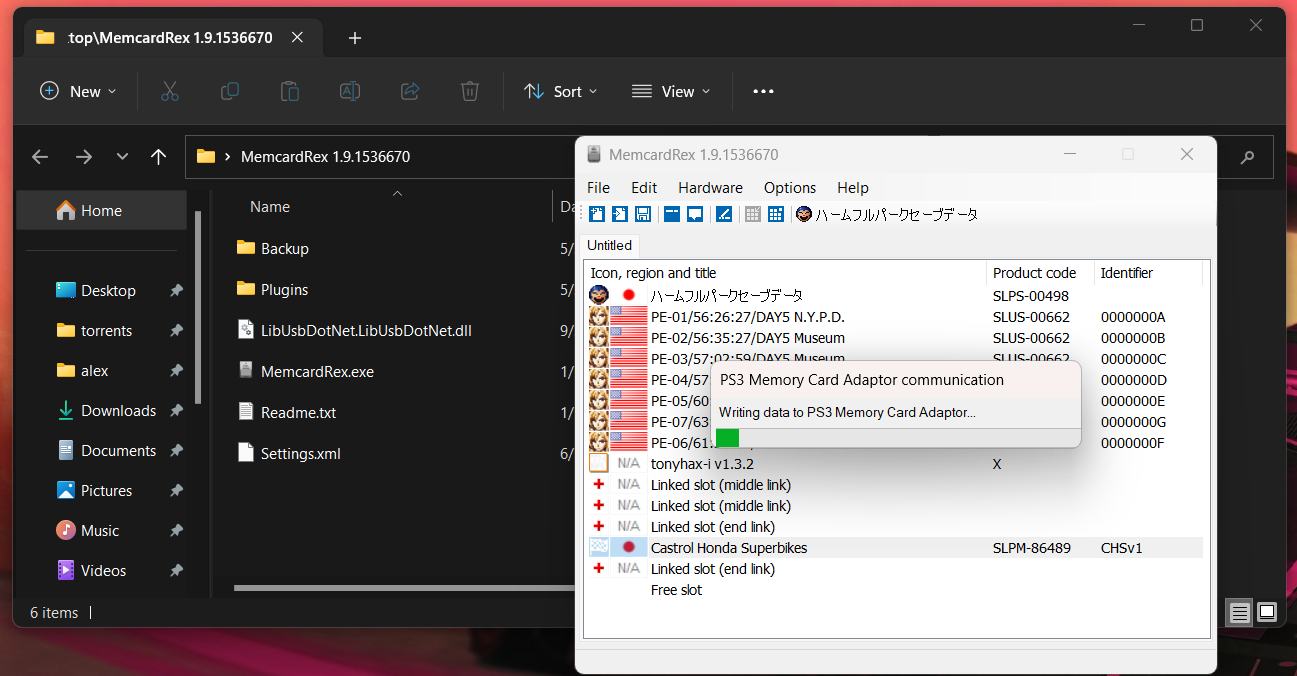 :top\MemcardRex 1.9.1536670
New
Sort
View
MemcardRex 1.9.1536670
Home
Desktop
torrents
alex
Downloads
Documents
Pictures
Music
Videos
Name
Da
Backup
5/
Plugins
5/
LibUsbDotNet.LibUsbDotNet.dll
9/
MemcardRex.exe
1/
Readme.txt
1/
Settings.xml
6/
6 items
MemcardRex 1.9.1536670
File Edit Hardware Options Help
ハームフルパークセーブデータ
Untitled
Icon, region and title Product code Identifier
ハームフルパークセーブデータ SLPS-00498
PE-01/56:26:27/DAY5 N.Y.P.D. SLUS-00662 0000000A
PE-02/56:35:27/DAY5 Museum SLUS-00662 0000000B
PE-03/57:02:59/DAY5 Museum SLUS-00662 0000000C
PE-04/57 0000000D
PE-05/60 0000000E
PE-07/63 0000000G
PE-06/61 0000000F
N/A tonyhax-i v1.3.2 X
N/A Linked slot (middle link)
N/A Linked slot (middle link)
N/A Linked slot (end link)
Castrol Honda Superbikes SLPM-86489 CHSv1
N/A Linked slot (end link)
Free slot
PS3 Memory Card Adaptor communication
Writing data to PS3 Memory Card Adaptor...